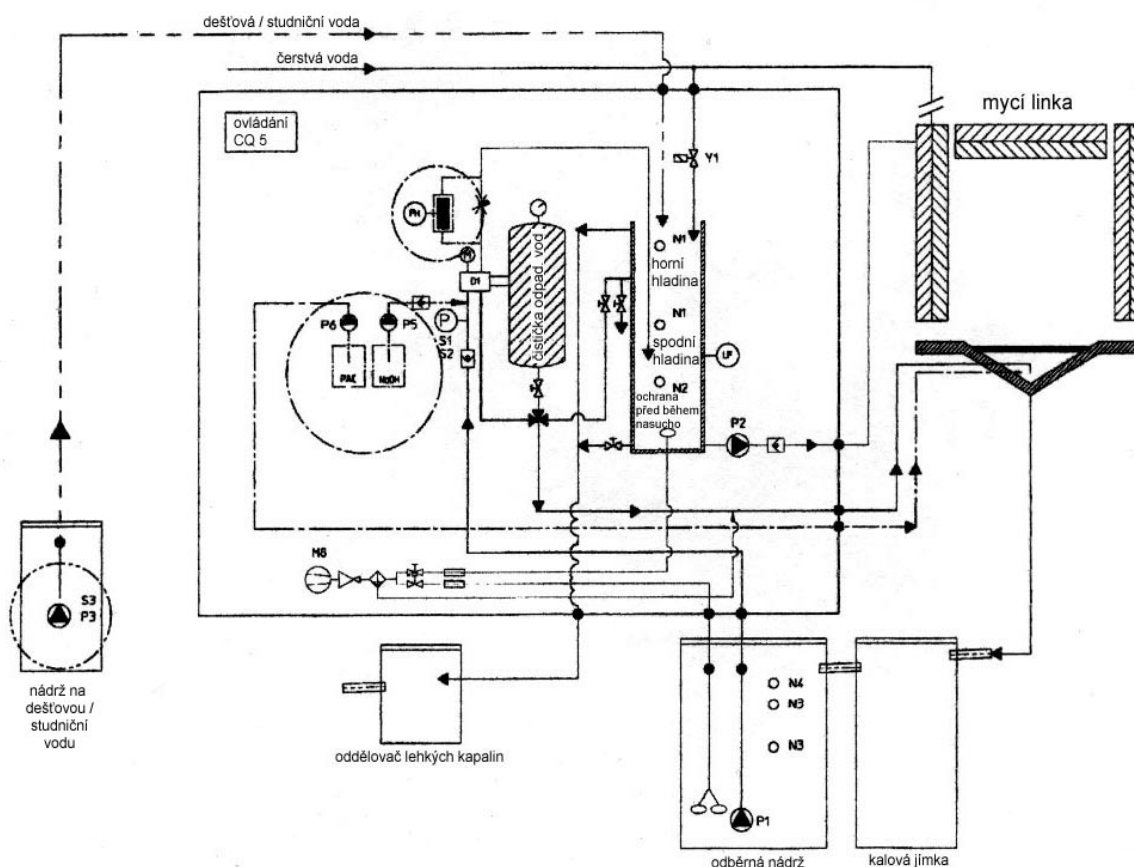 dešťová / studniční voda
čerstvá voda
ovládání
CQ 5
mycí linka
Y1
PH
M
D1
čistička odpad. vod
N1
horní
hladina
N1
spodní
hladina
N2
ochrana
před během
nasucho
LF
P2
P6
P5
PAC
NaOH
P
S1
S2
M8
S3
P3
nádrž na
dešťovou /
studniční
vodu
oddělovač lehkých kapalin
N4
N3
N3
P1
odběrná nádrž
kalová jímka